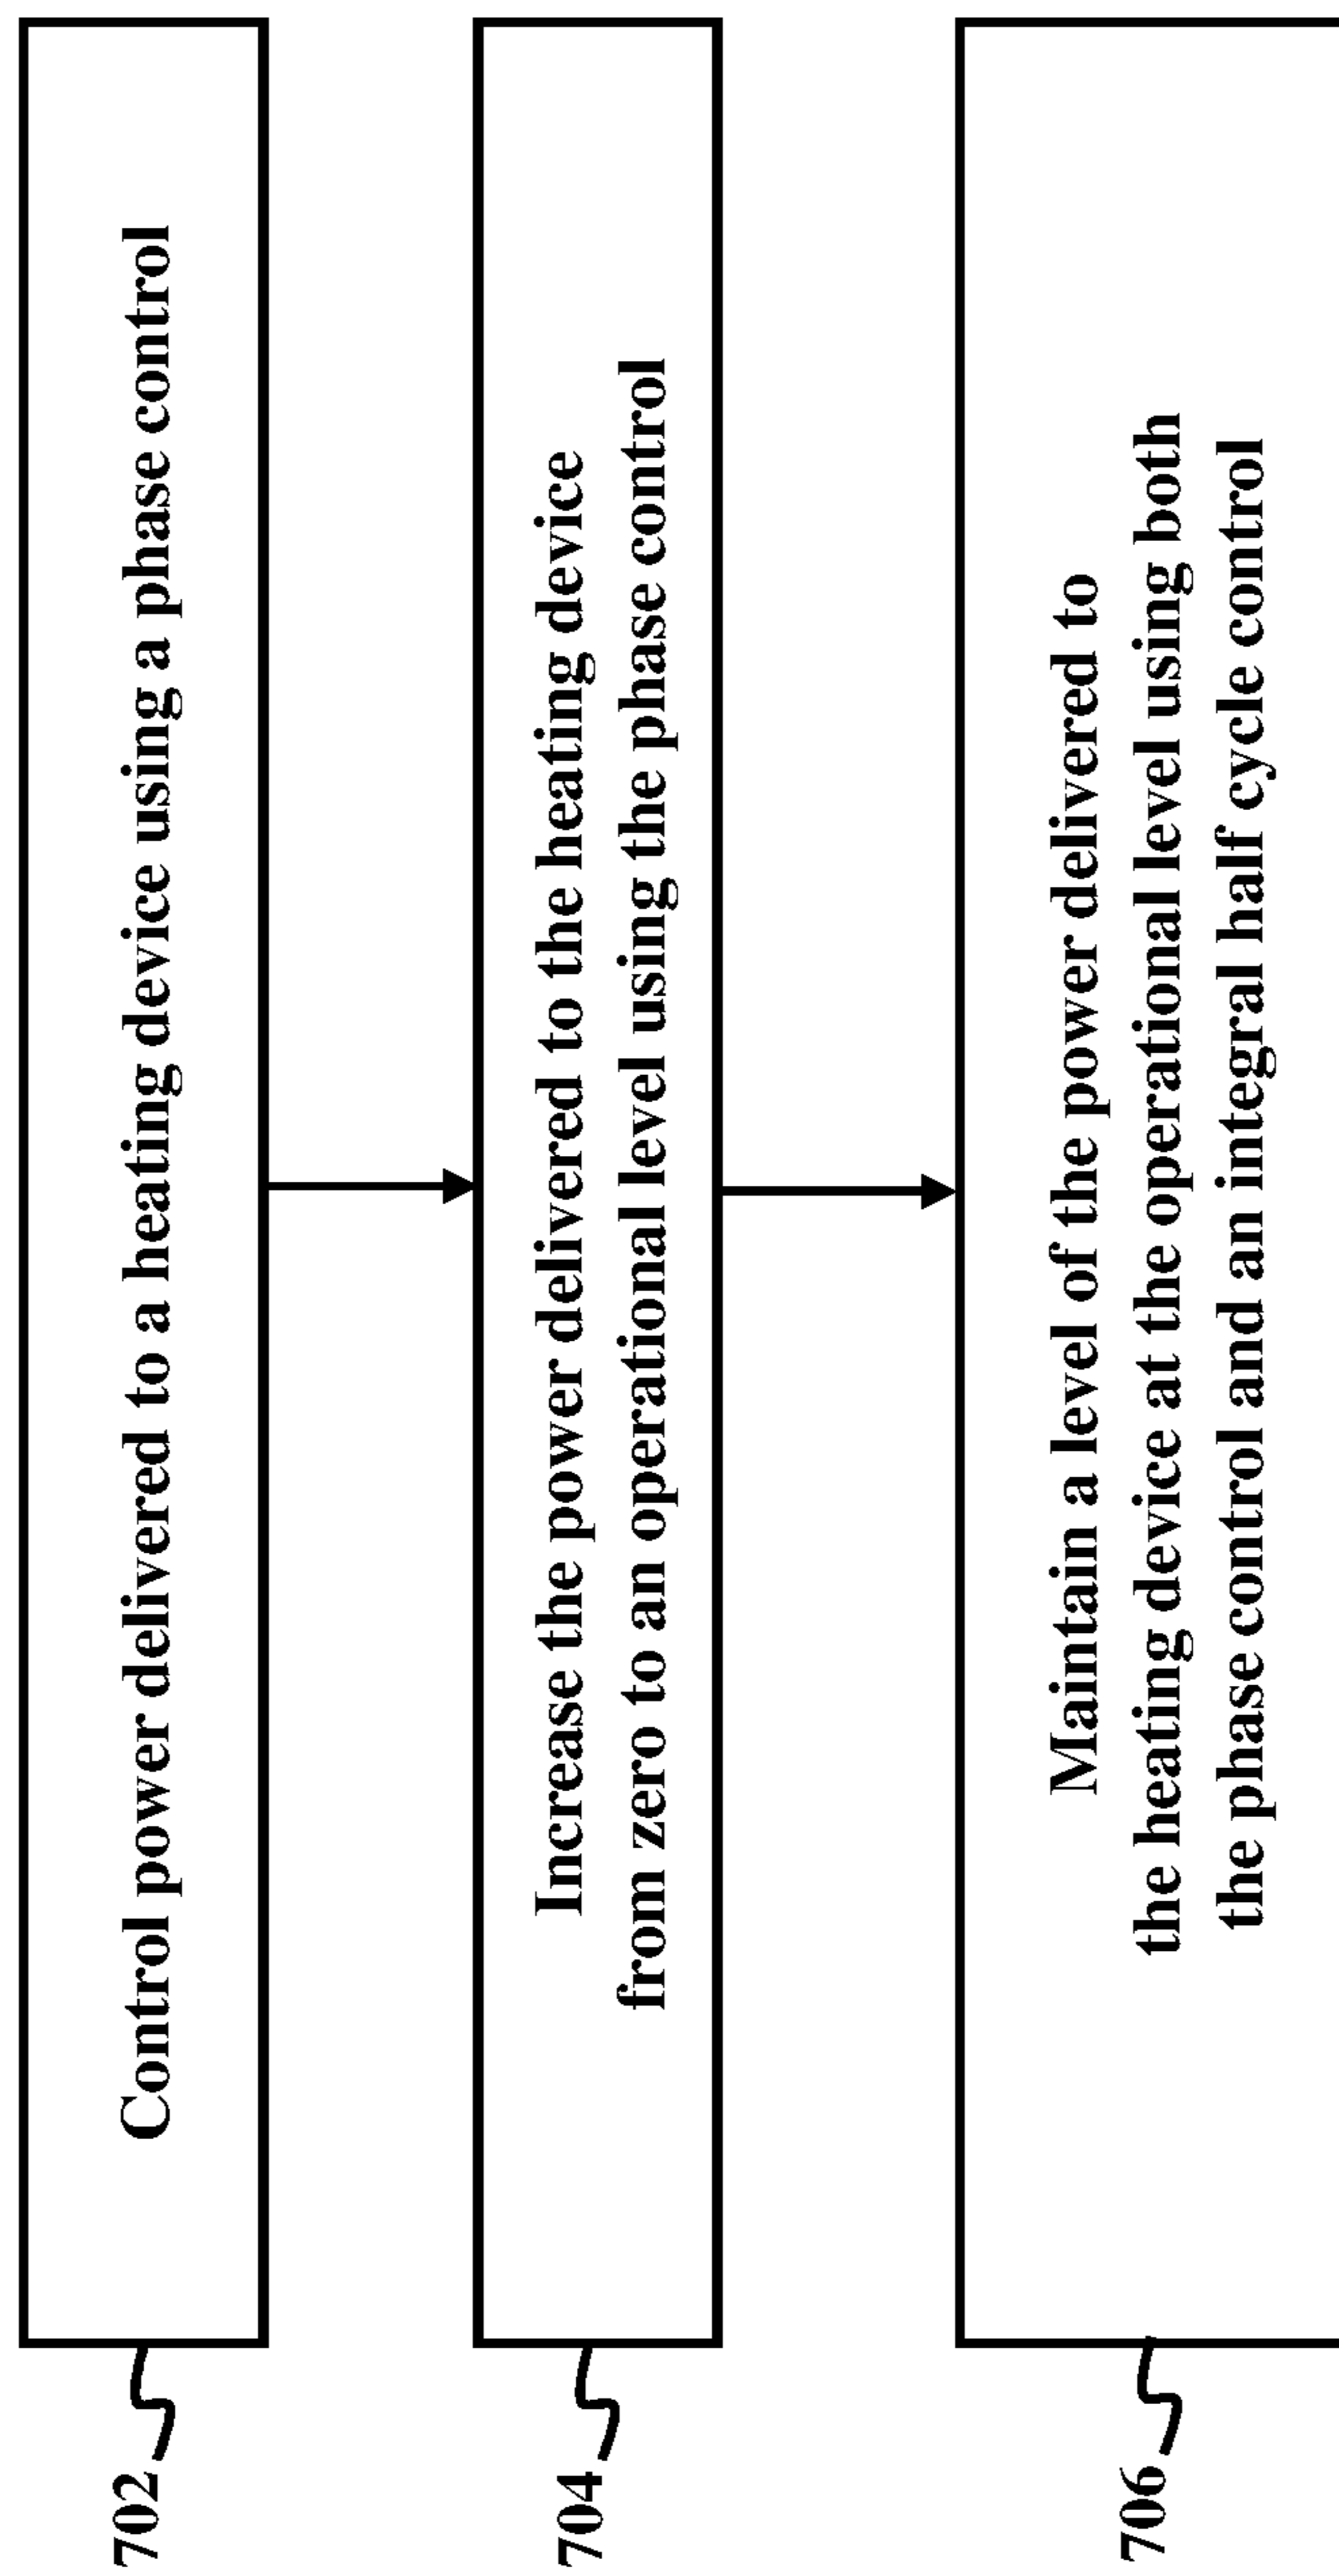 702
Control power delivered to a heating device using a phase control
704
Increase the power delivered to the heating device
from zero to an operational level using the phase control
706
Maintain a level of the power delivered to
the heating device at the operational level using both
the phase control and an integral half cycle control